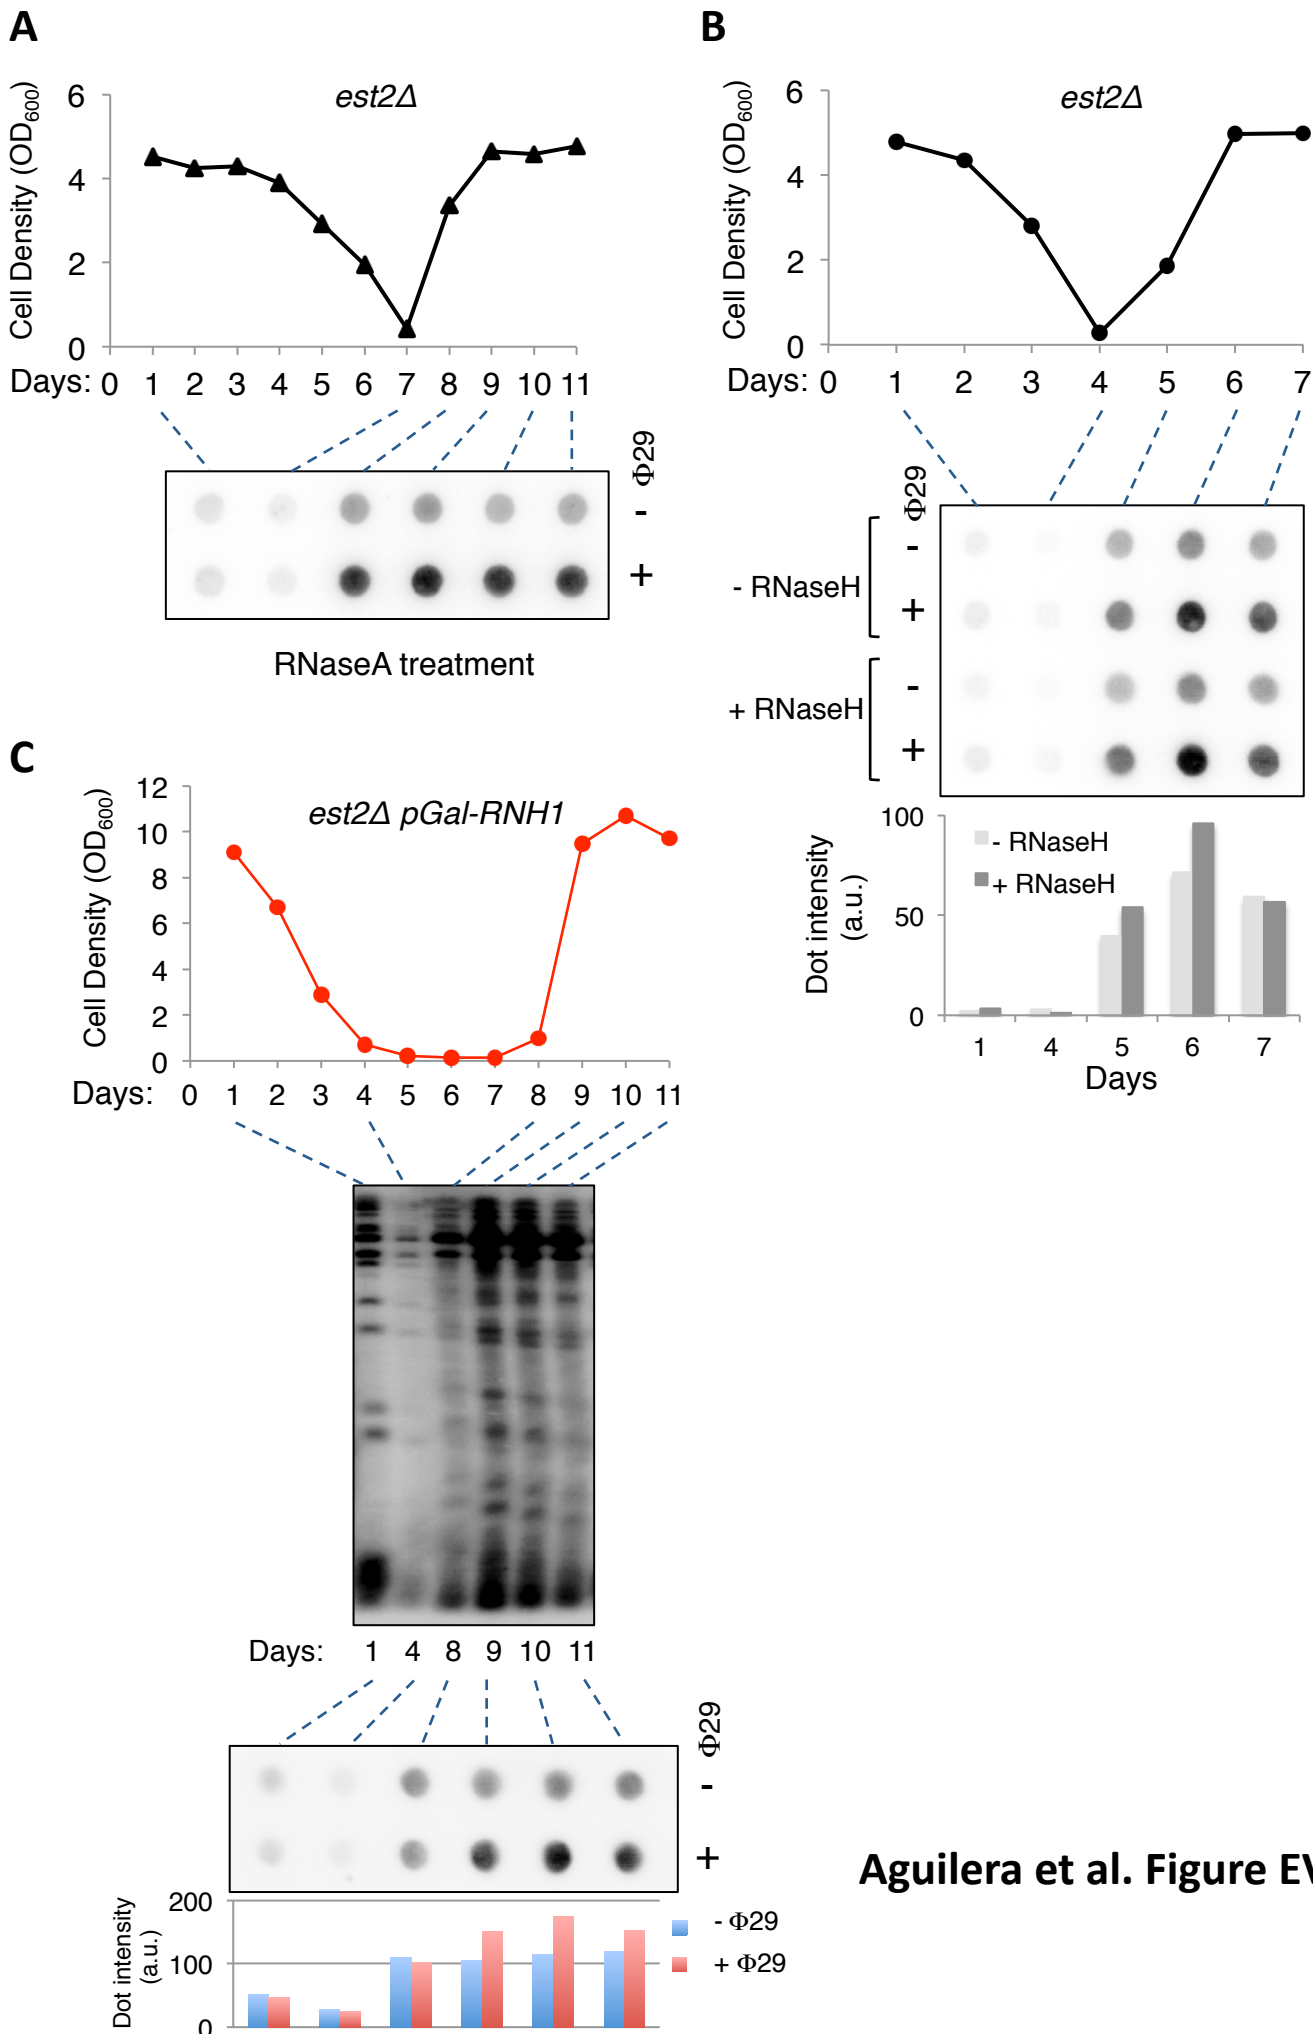 A
est2Δ
Cell Density (OD600)
6
4
2
0
Days: 0 1 2 3 4 5 6 7 8 9 10 11
Φ29
-
+
RNaseA treatment
B
est2Δ
Cell Density (OD600)
6
4
2
0
Days: 0 1 2 3 4 5 6 7
Φ29
- RNaseH
-
+
+ RNaseH
-
+
Dot intensity
(a.u.)
100
50
0
- RNaseH
+ RNaseH
1 4 5 6 7
Days
C
est2Δ pGal-RNH1
Cell Density (OD600)
12
10
8
6
4
2
0
Days: 0 1 2 3 4 5 6 7 8 9 10 11
Days: 1 4 8 9 10 11
Φ29
-
+
Dot intensity
(a.u.)
200
100
0
- Φ29
+ Φ29
Aguilera et al. Figure EV